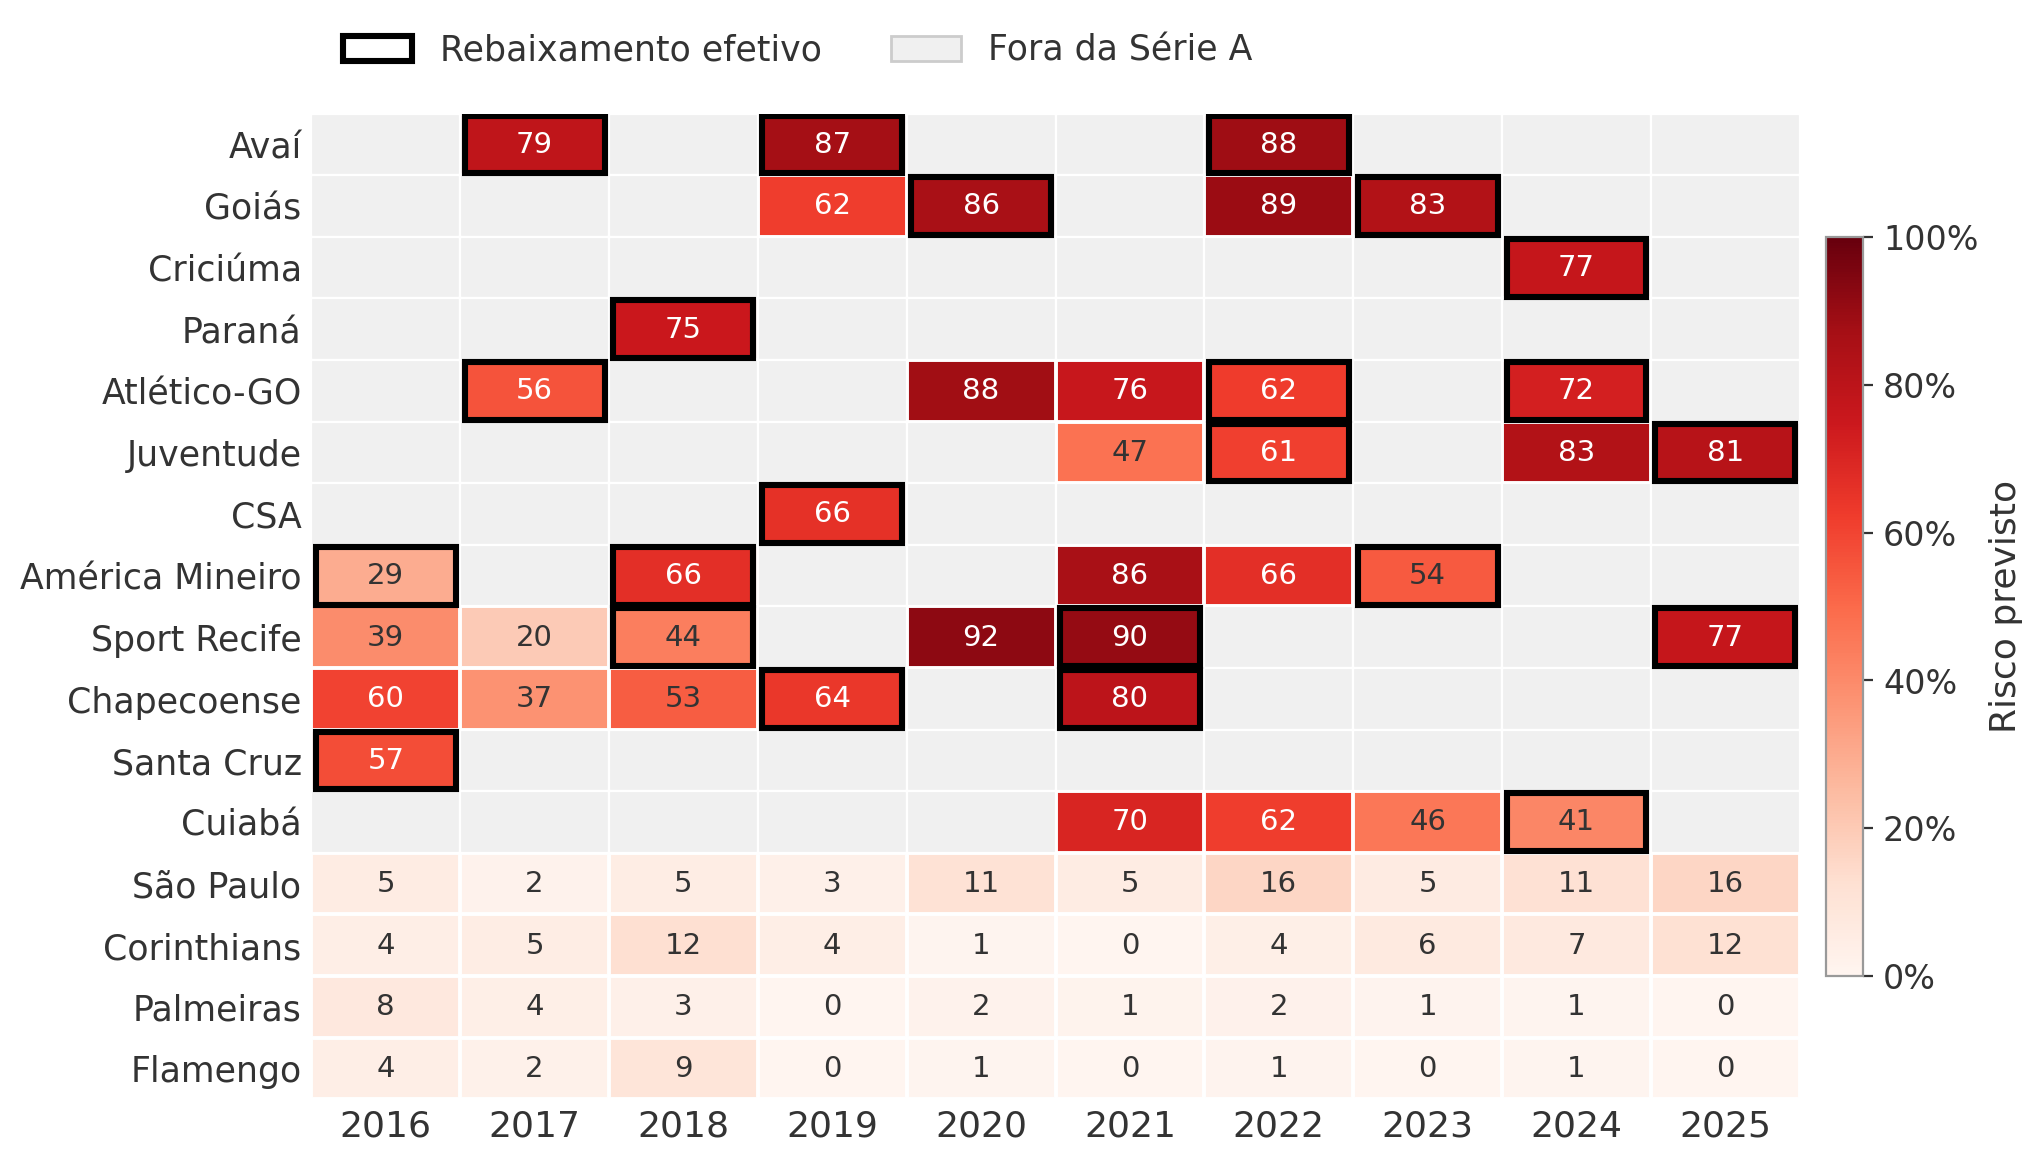 Rebaixamento efetivo Fora da Série A
Avaí 79 87 88
Goiás 62 86 89 83
Criciúma 77
Paraná 75
Atlético-GO 56 88 76 62 72
Juventude 47 61 83 81
CSA 66
América Mineiro 29 66 86 66 54
Sport Recife 39 20 44 92 90 77
Chapecoense 60 37 53 64 80
Santa Cruz 57
Cuiabá 70 62 46 41
São Paulo 5 2 5 3 11 5 16 5 11 16
Corinthians 4 5 12 4 1 0 4 6 7 12
Palmeiras 8 4 3 0 2 1 2 1 1 0
Flamengo 4 2 9 0 1 0 1 0 1 0
2016 2017 2018 2019 2020 2021 2022 2023 2024 2025
100%
80%
60%
40%
20%
0%
Risco previsto